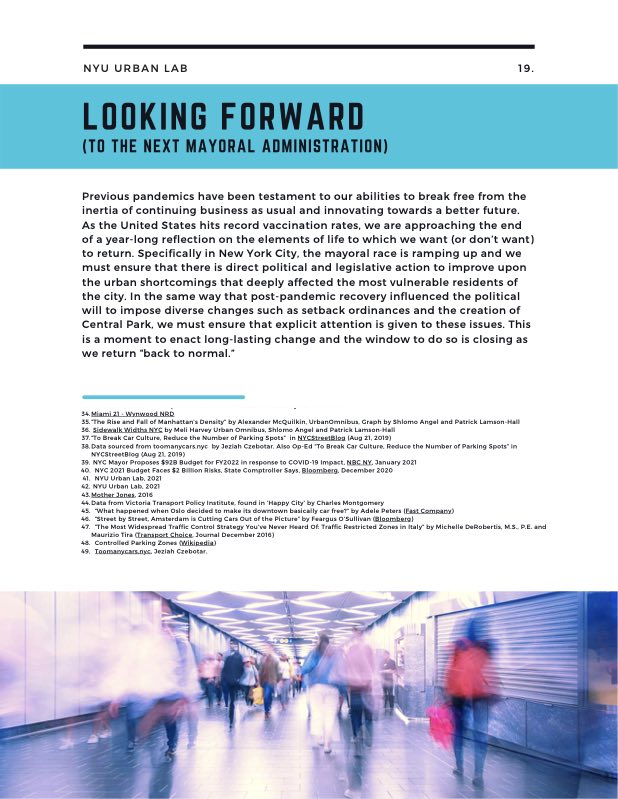 NYU URBAN LAB 19.
LOOKING FORWARD
(TO THE NEXT MAYORAL ADMINISTRATION)
Previous pandemics have been testament to our abilities to break free from the
inertia of continuing business as usual and innovating towards a better future.
As the United States hits record vaccination rates, we are approaching the end
of a year-long reflection on the elements of life to which we want (or don't want)
to return. Specifically in New York City, the mayoral race is ramping up and we
must ensure that there is direct political and legislative action to improve upon
the urban shortcomings that deeply affected the most vulnerable residents of
the city. In the same way that post-pandemic recovery influenced the political
will to impose diverse changes such as setback ordinances and the creation of
Central Park, we must ensure that explicit attention is given to these issues. This
is a moment to enact long-lasting change and the window to do so is closing as
we return "back to normal."
34. Miami 21 - Wynwood NRD
35. "The Rise and Fall of Manhattan's Density" by Alexander McQuilkin, UrbanOmnibus, Graph by Shlomo Angel and Patrick Lamson-Hall
36. Sidewalk Widths NYC by Meli Harvey Urban Omnibus, Shlomo Angel and Patrick Lamson-Hall
37. "To Break Car Culture, Reduce the Number of Parking Spots" in NYCStreetBlog (Aug 21, 2019)
38. Data sourced from toomanycars.nyc by Jeziah Czebotar. Also Op-Ed "To Break Car Culture, Reduce the Number of Parking Spots" in
NYCStreetBlog (Aug 21, 2019)
39. NYC Mayor Proposes $92B Budget for FY2022 in response to COVID-19 Impact, NBC NY, January 2021
40. NYC 2021 Budget Faces $2 Billion Risks, State Comptroller Says, Bloomberg, December 2020
41. NYU Urban Lab, 2021
42. NYU Urban Lab, 2021
43. Mother Jones, 2016
44. Data from Victoria Transport Policy Institute, found in 'Happy City' by Charles Montgomery
45. "What happened when Oslo decided to make its downtown basically car free?" by Adele Peters (Fast Company)
46. "Street by Street, Amsterdam is Cutting Cars Out of the Picture" by Feargus O'Sullivan (Bloomberg)
47. "The Most Widespread Traffic Control Strategy You've Never Heard Of: Traffic Restricted Zones in Italy" by Michelle DeRobertis, M.S., P.E. and
Maurizio Tira (Transport Choice, Journal December 2016)
48. Controlled Parking Zones (Wikipedia)
49. Toomanycars.nyc, Jeziah Czebotar.